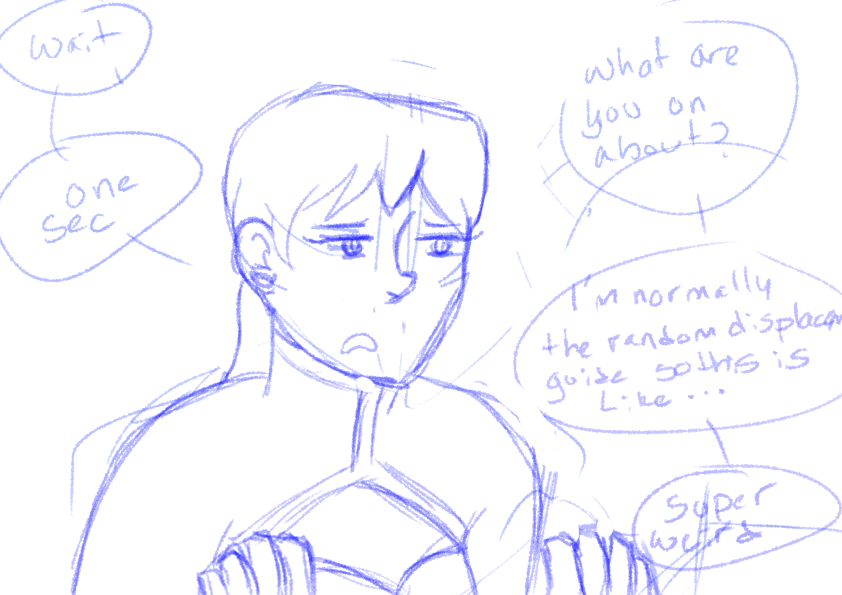 wait
one
sec
what are
you on
about?
I'm normally
the random displacem
guide so this is
Like ...
super
weird